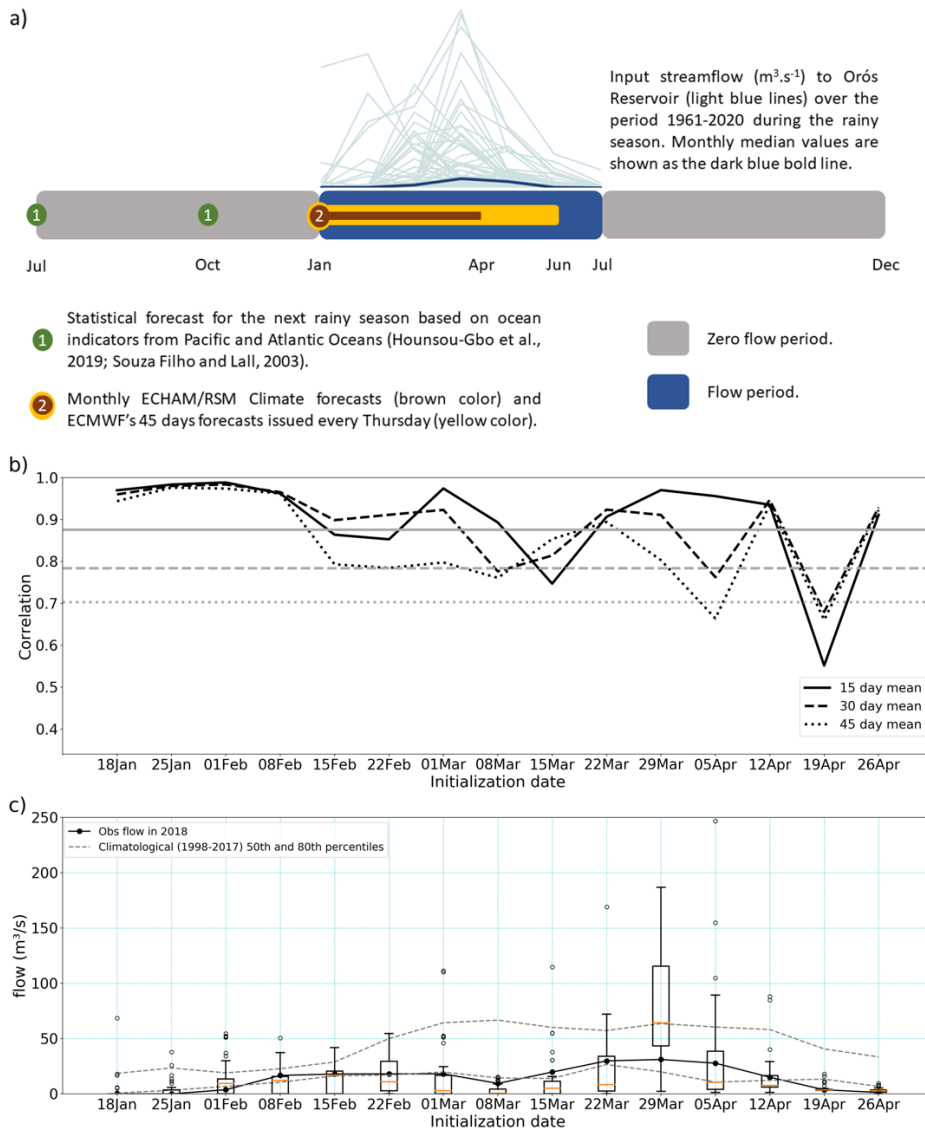 a)
Input streamflow (m³.s⁻¹) to Orós
Reservoir (light blue lines) over the
period 1961-2020 during the rainy
season. Monthly median values are
shown as the dark blue bold line.
1
1
2
Jul
Oct
Jan
Apr
Jun
Jul
Dec
1
Statistical forecast for the next rainy season based on ocean
indicators from Pacific and Atlantic Oceans (Hounsou-Gbo et al.,
2019; Souza Filho and Lall, 2003).
Zero flow period.
2
Monthly ECHAM/RSM Climate forecasts (brown color) and
ECMWF's 45 days forecasts issued every Thursday (yellow color).
Flow period.
b)
1.0
0.9
0.8
0.7
0.6
0.5
0.4
Correlation
15 day mean
30 day mean
45 day mean
18Jan 25Jan 01Feb 08Feb 15Feb 22Feb 01Mar 08Mar 15Mar 22Mar 29Mar 05Apr 12Apr 19Apr 26Apr
Initialization date
c)
250
200
150
100
50
0
flow (m³/s)
Obs flow in 2018
Climatological (1998-2017) 50th and 80th percentiles
18Jan 25Jan 01Feb 08Feb 15Feb 22Feb 01Mar 08Mar 15Mar 22Mar 29Mar 05Apr 12Apr 19Apr 26Apr
Initialization date